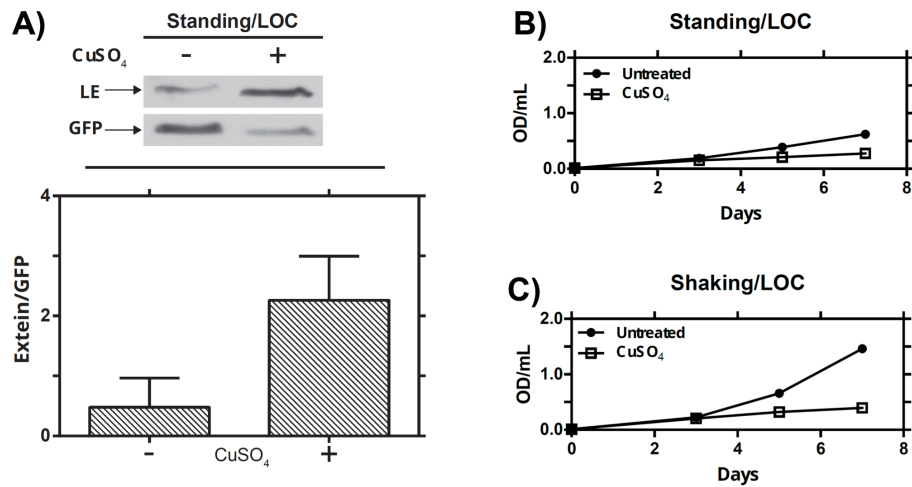 A)
Standing/LOC
CuSO₄ - +
LE
GFP
4
2
0
Extein/GFP
- CuSO₄ +
B)
Standing/LOC
2.0
1.0
0.0
OD/mL
Untreated
CuSO₄
0 2 4 6 8
Days
C)
Shaking/LOC
2.0
1.0
0.0
OD/mL
Untreated
CuSO₄
0 2 4 6 8
Days